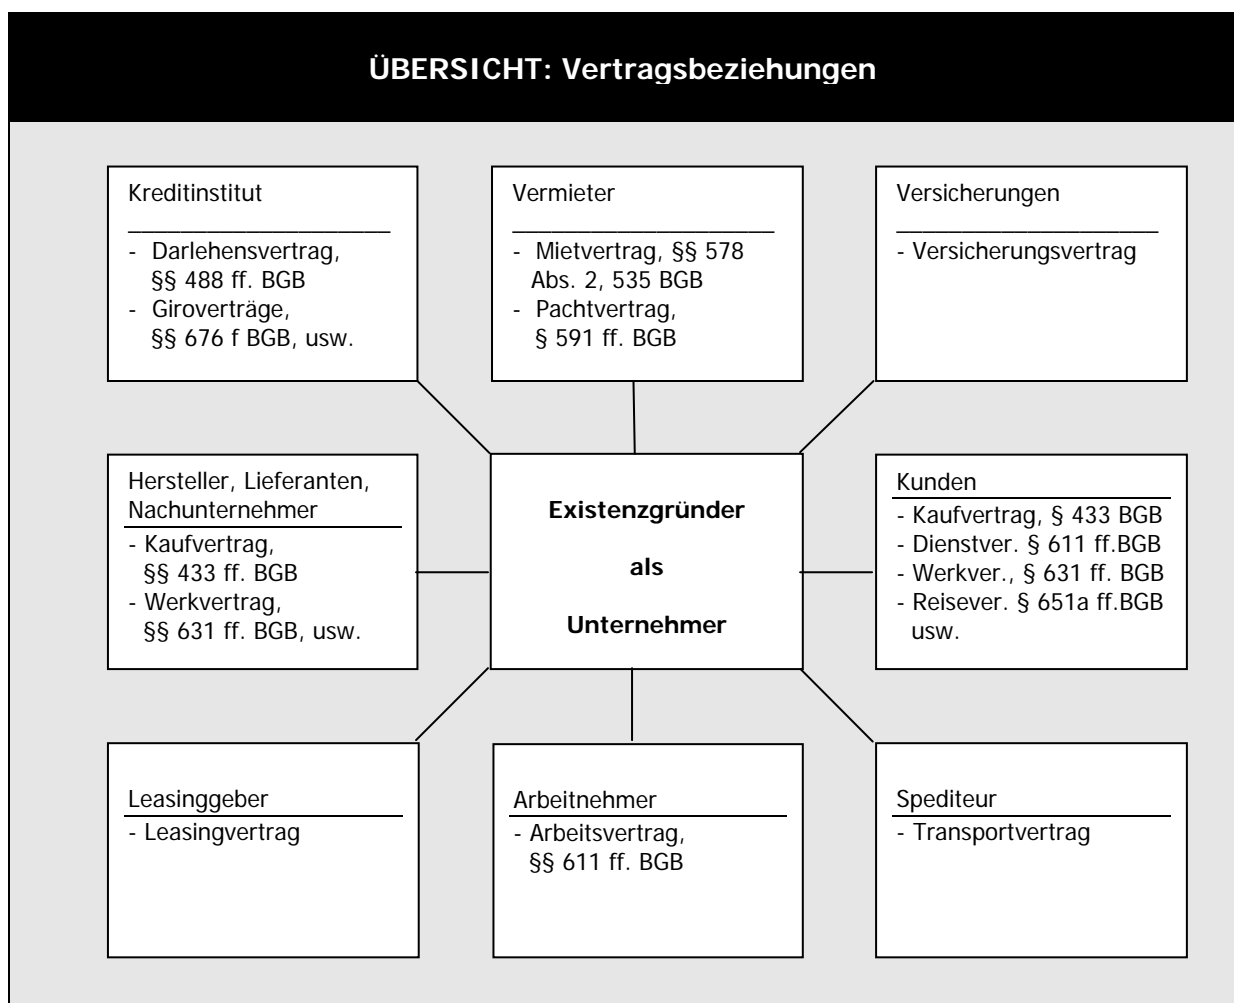 ÜBERSICHT: Vertragsbeziehungen
Kreditinstitut
- Darlehensvertrag,
§§ 488 ff. BGB
- Giroverträge,
§§ 676 f BGB, usw.
Vermieter
- Mietvertrag, §§ 578
Abs. 2, 535 BGB
- Pachtvertrag,
§ 591 ff. BGB
Versicherungen
- Versicherungsvertrag
Hersteller, Lieferanten,
Nachunternehmer
- Kaufvertrag,
§§ 433 ff. BGB
- Werkvertrag,
§§ 631 ff. BGB, usw.
Existenzgründer
als
Unternehmer
Kunden
- Kaufvertrag, § 433 BGB
- Dienstver. § 611 ff.BGB
- Werkver., § 631 ff. BGB
- Reisever. § 651a ff.BGB
usw.
Leasinggeber
- Leasingvertrag
Arbeitnehmer
- Arbeitsvertrag,
§§ 611 ff. BGB
Spediteur
- Transportvertrag